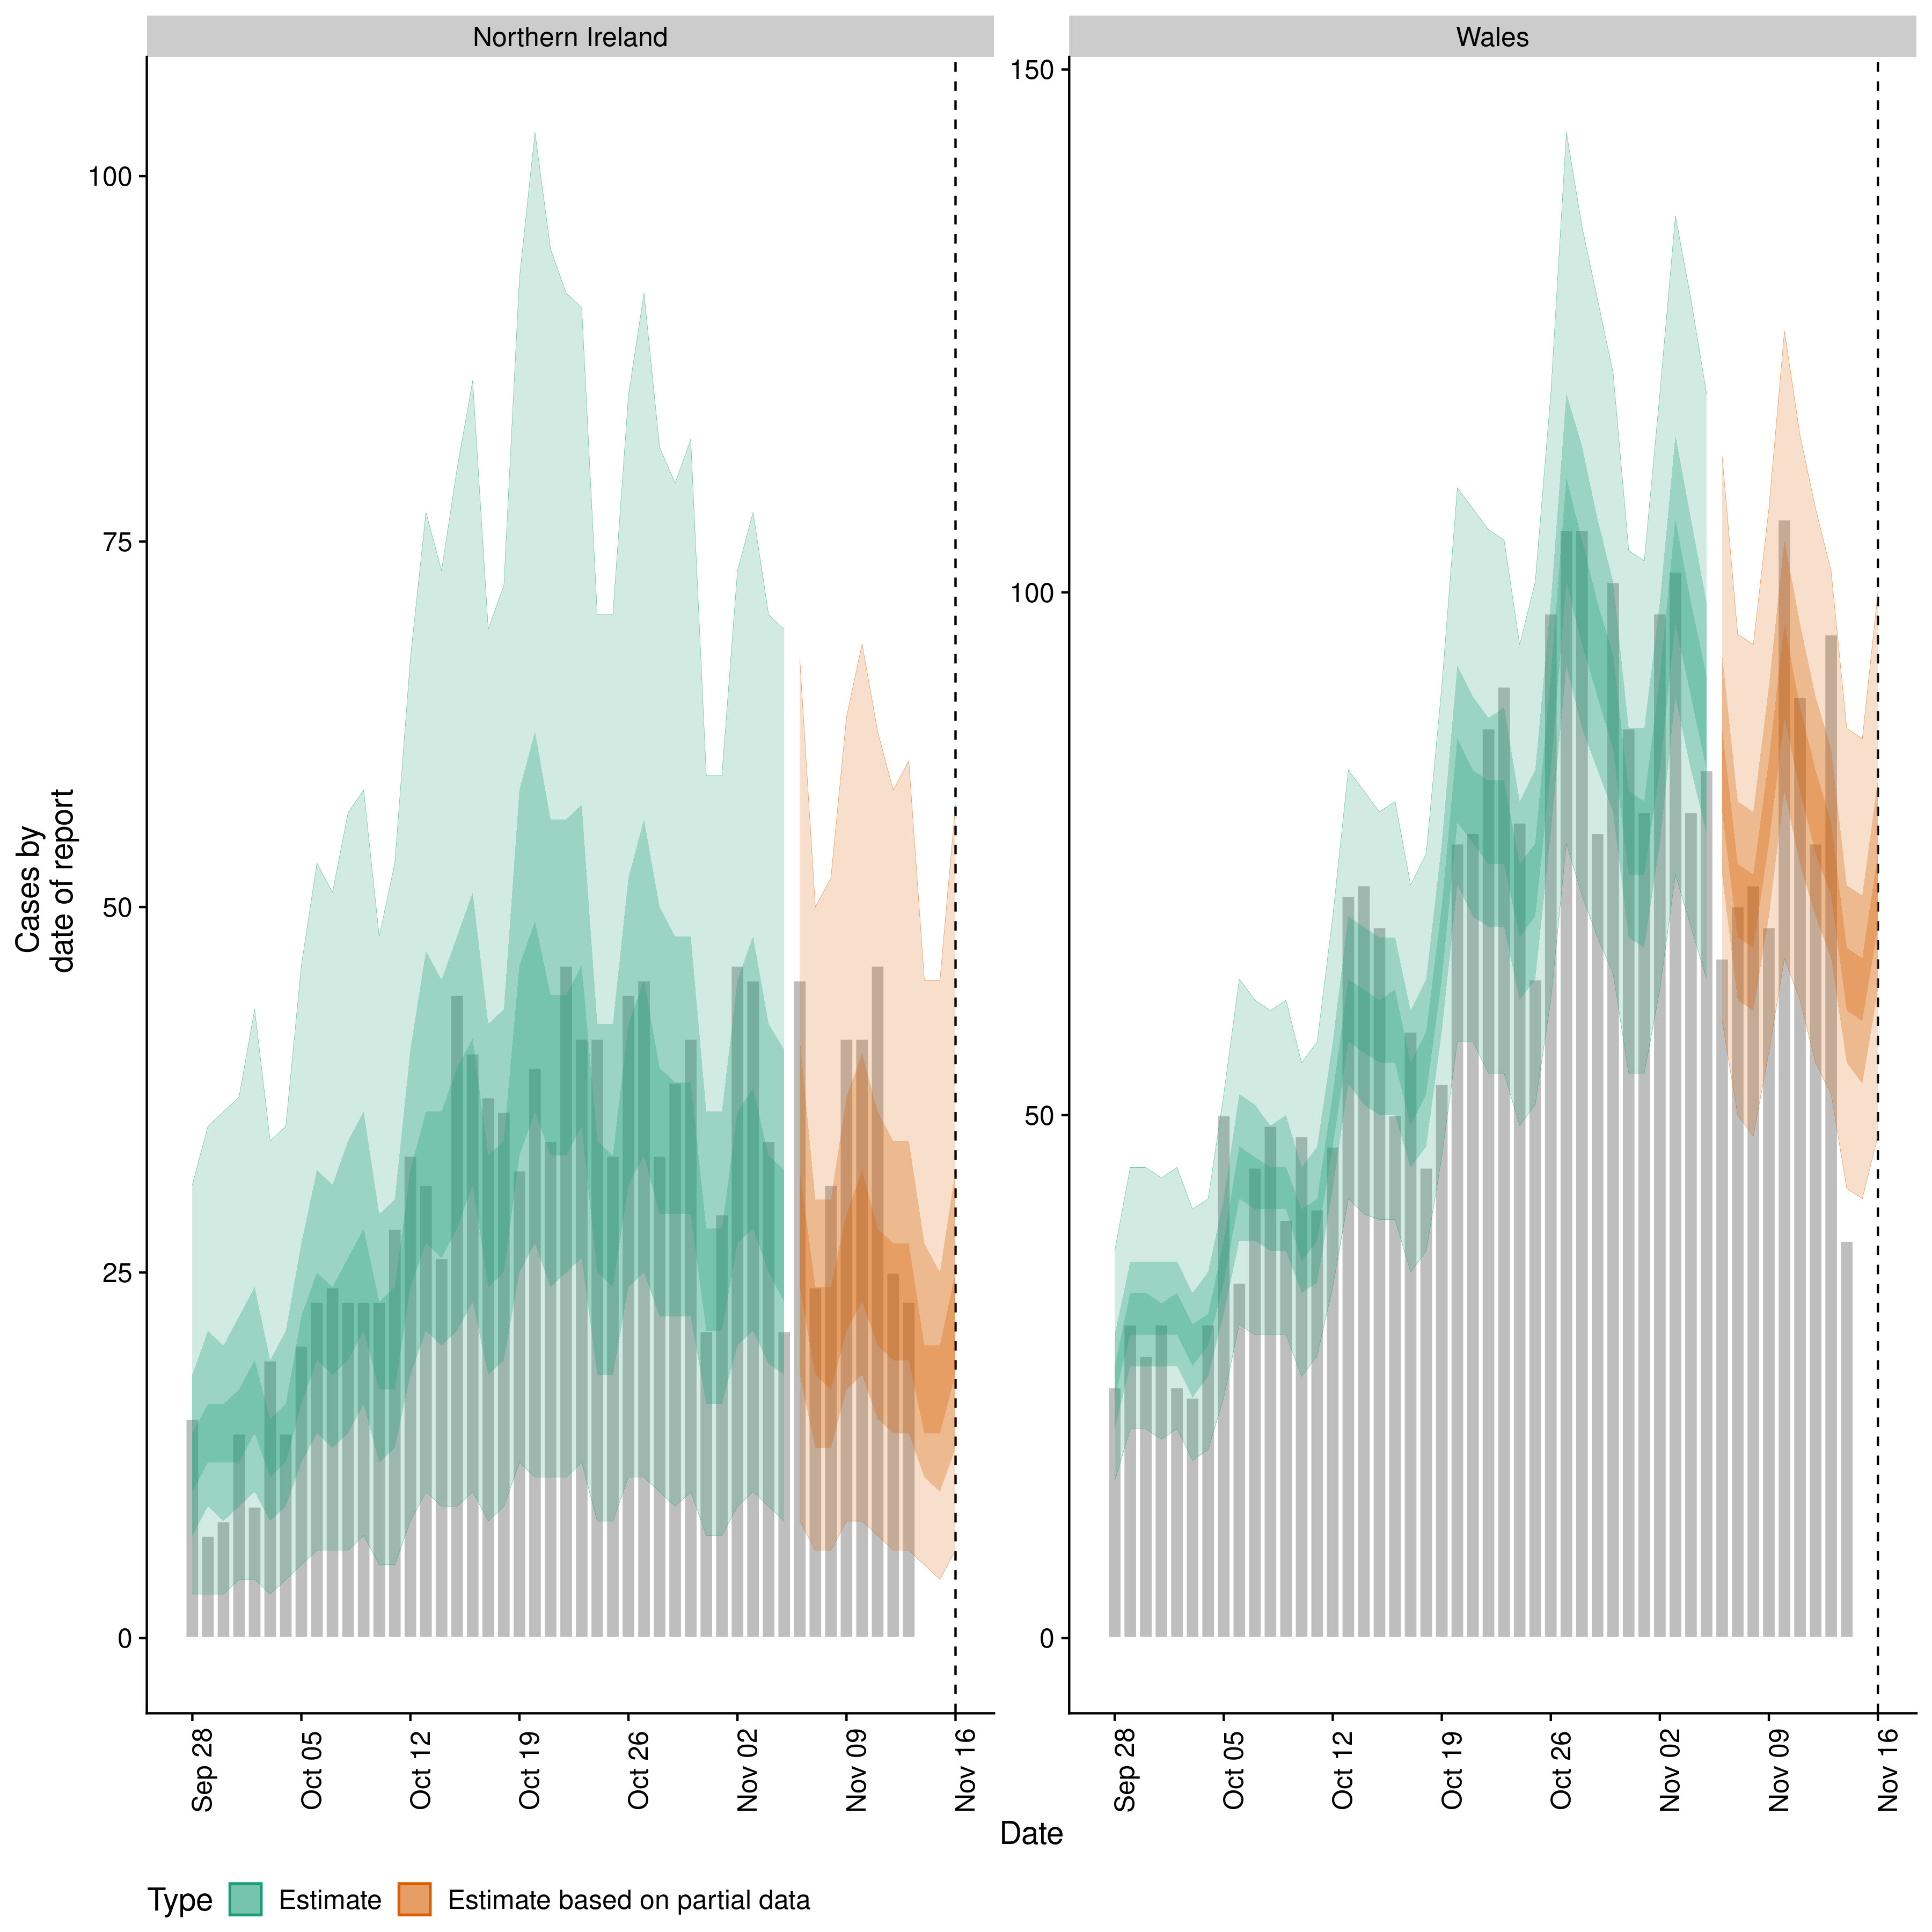 Northern Ireland
Wales
Cases by
date of report
100
75
50
25
0
150
100
50
0
Sep 28
Oct 05
Oct 12
Oct 19
Oct 26
Nov 02
Nov 09
Nov 16
Sep 28
Oct 05
Oct 12
Oct 19
Oct 26
Nov 02
Nov 09
Nov 16
Date
Type
Estimate
Estimate based on partial data